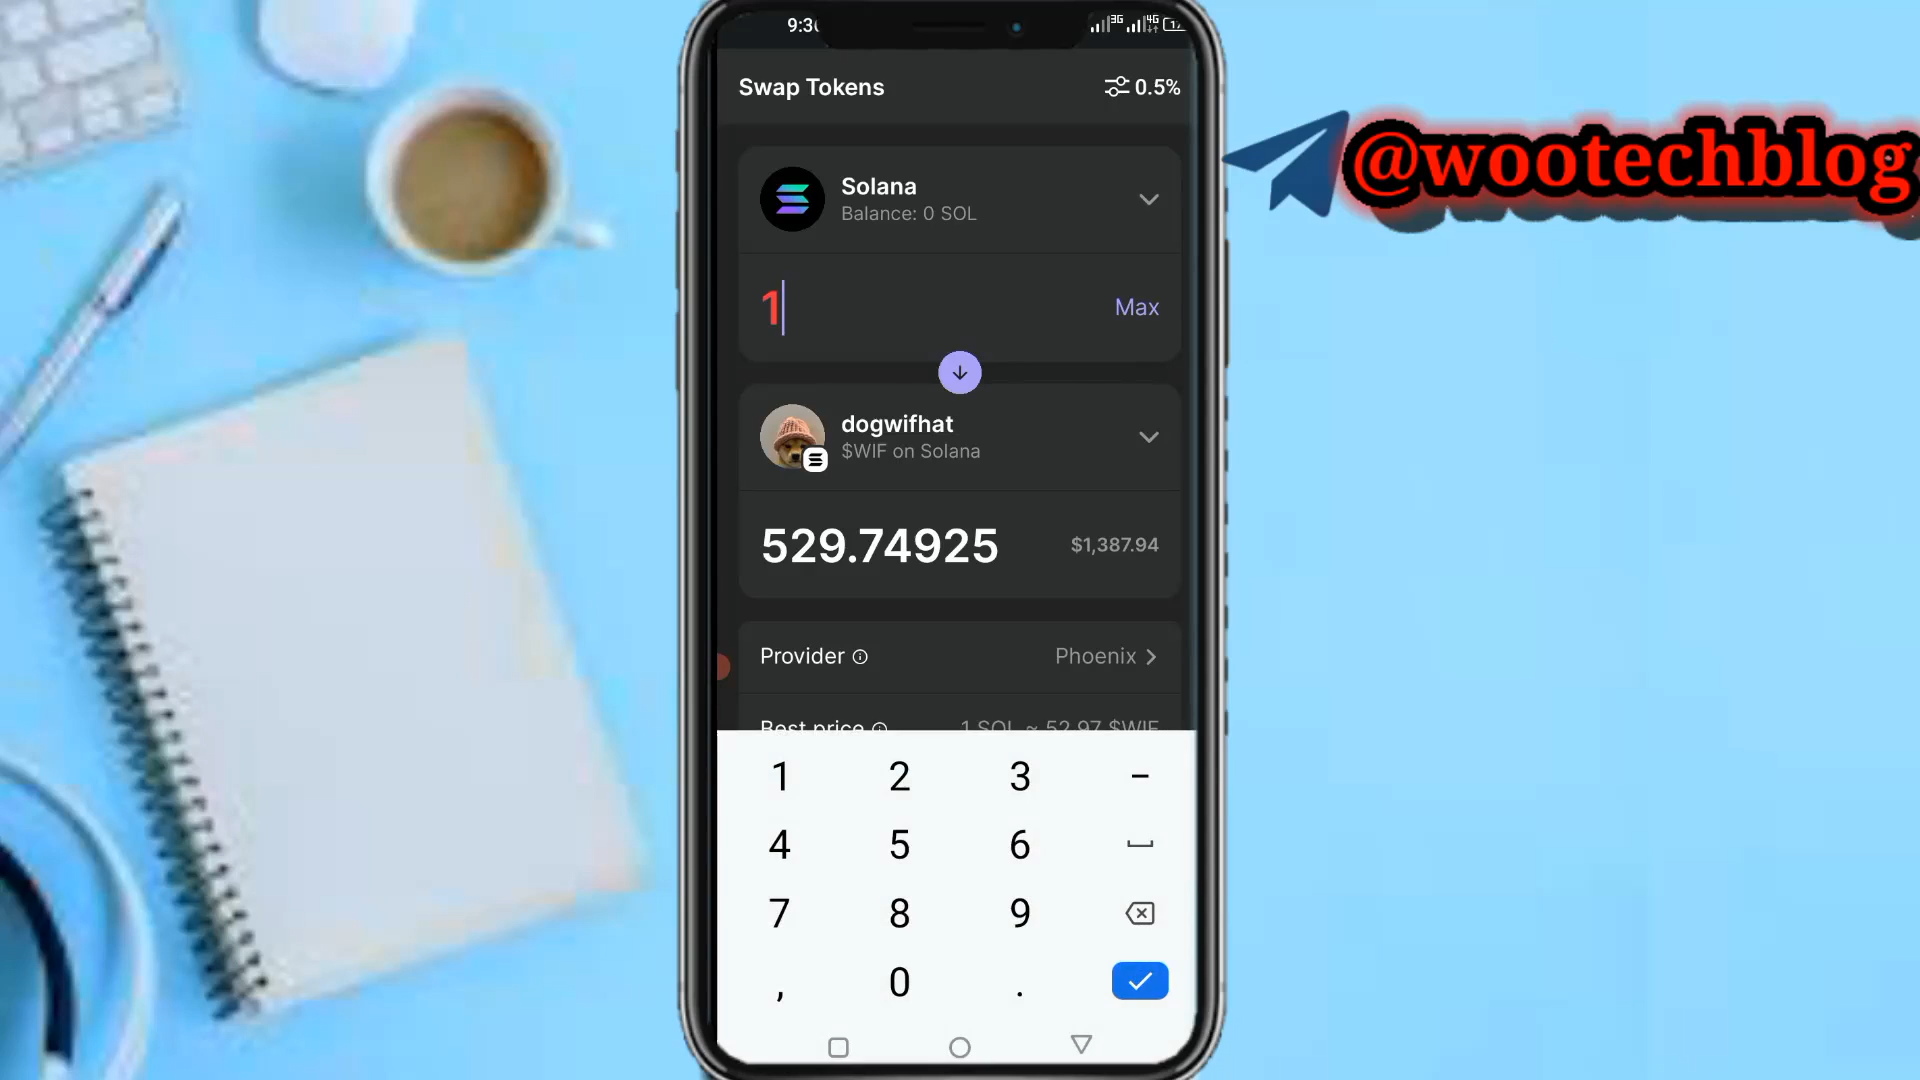 9:30
3G 4G
Swap Tokens
0.5%
@wootechblog
Solana
Balance: 0 SOL
1
Max
dogwifhat
$WIF on Solana
529.74925
$1,387.94
Provider
Phoenix
Best price
1 SOL ≈ 52.97 $WIF
1 2 3 -
4 5 6
7 8 9
, 0 .